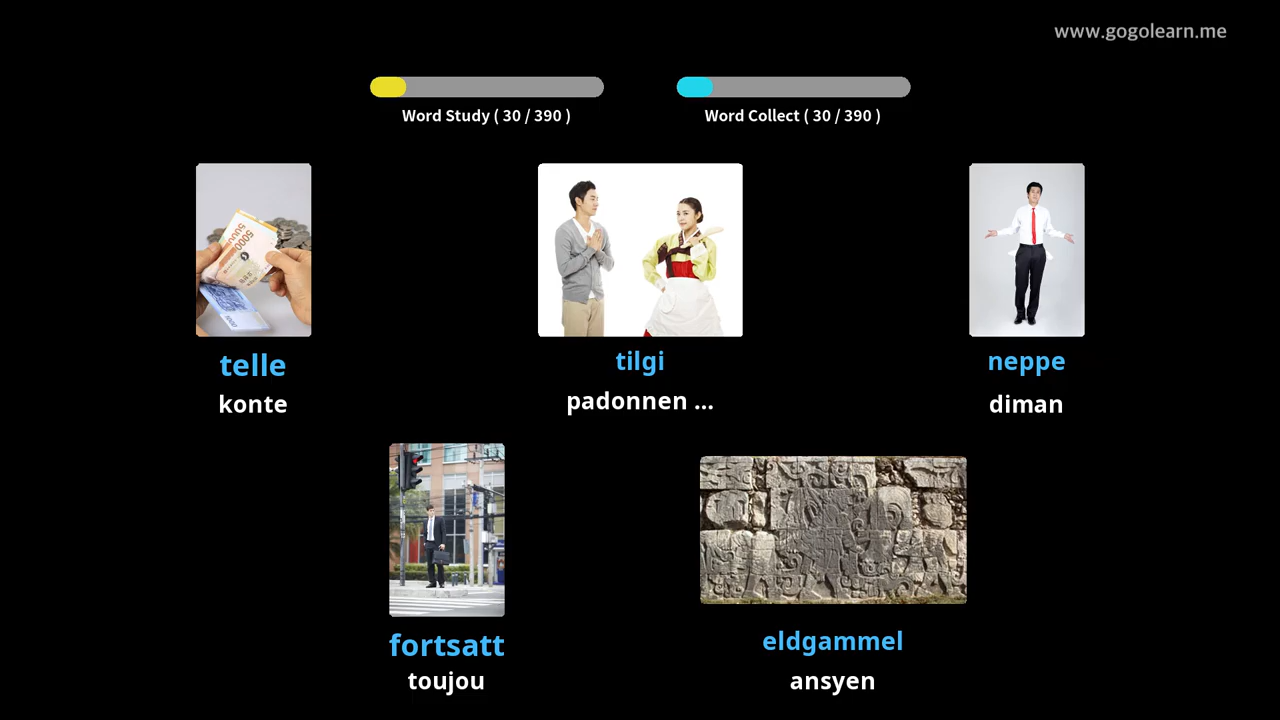 www.gogolearn.me
Word Study ( 30 / 390 )
Word Collect ( 30 / 390 )
telle
konte
tilgi
padonnen ...
neppe
diman
fortsatt
toujou
eldgammel
ansyen